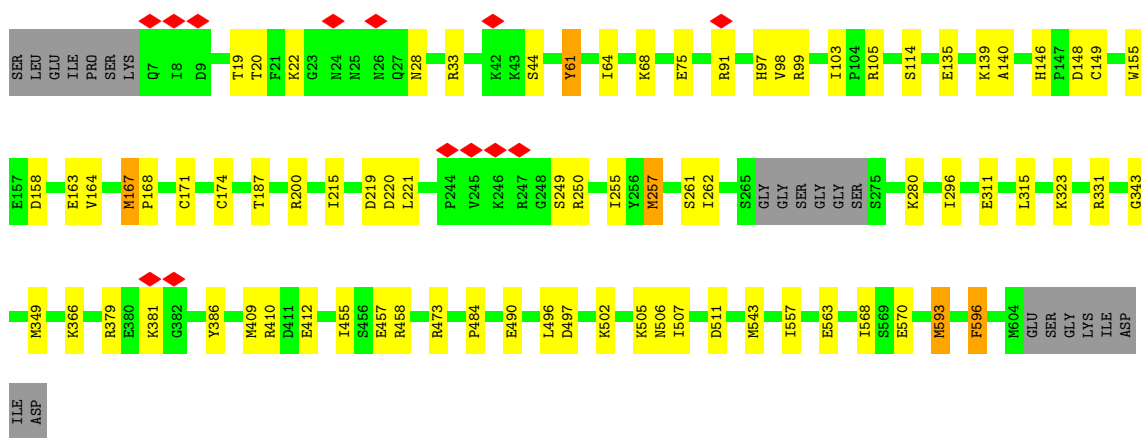 SER LEU GLU ILE PRO SER LYS Q7 I8 D9 T19 T20 F21 K22 G23 N24 N25 N26 Q27 N28 R33 K42 K43 S44 Y61 I64 K68 E75 R91 H97 V98 R99 I103 P104 R105 S114 E135 K139 A140 H146 P147 D148 C149 W155
E157 D158 E163 V164 M167 P168 C171 C174 T187 R200 I215 D219 D220 L221 P244 V245 K246 R247 G248 S249 R250 I255 Y256 M257 S261 I262 S265 GLY GLY SER GLY GLY SER S275 K280 I296 E311 L315 K323 R331 G343
M349 K366 R379 E380 K381 G382 Y386 M409 R410 D411 E412 I455 S456 E457 R458 R473 P484 E490 L496 D497 K502 K505 N506 I507 D511 M543 I557 E563 I568 S569 E570 M593 F596 M604 GLU SER GLY LYS ILE ASP
ILE ASP